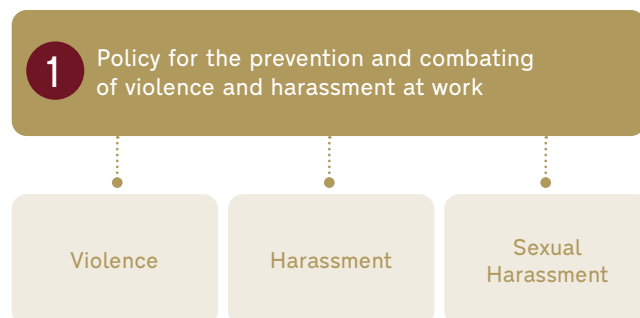 1
Policy for the prevention and combating
of violence and harassment at work
Violence
Harassment
Sexual
Harassment